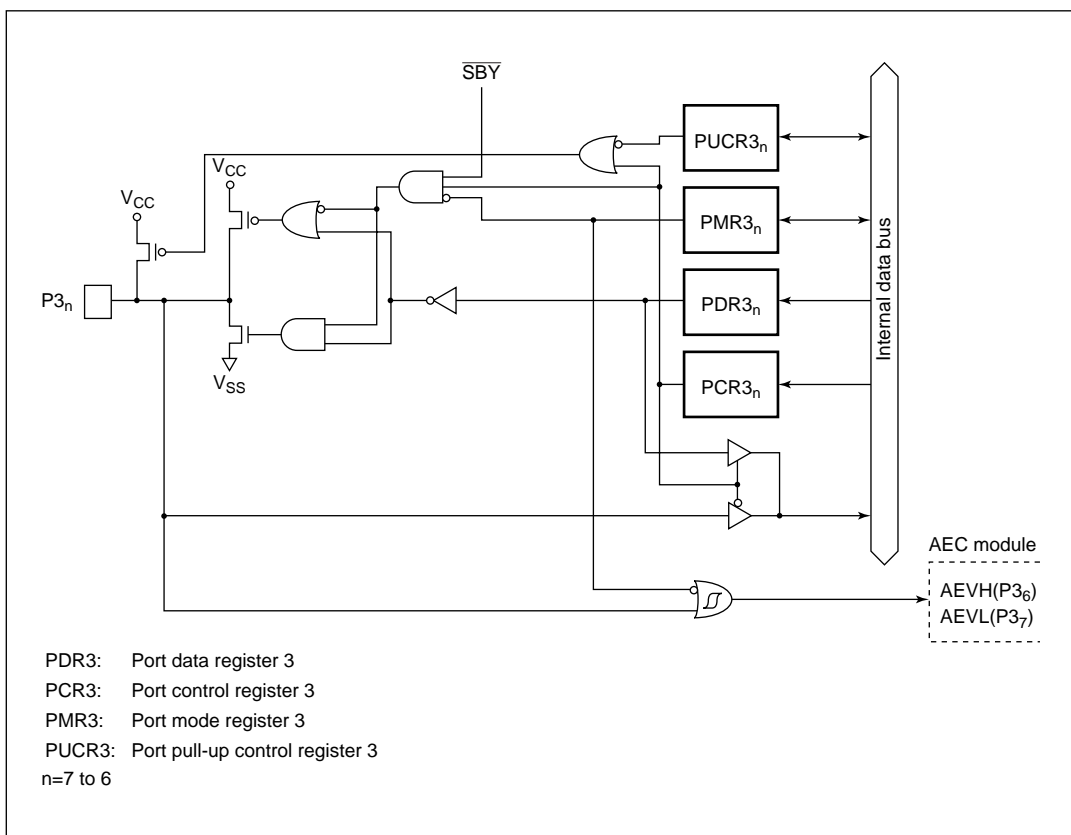 SBY
PUCR3n
VCC
VCC
PMR3n
P3n
PDR3n
VSS
PCR3n
Internal data bus
AEC module
AEVH(P36)
AEVL(P37)
PDR3: Port data register 3
PCR3: Port control register 3
PMR3: Port mode register 3
PUCR3: Port pull-up control register 3
n=7 to 6